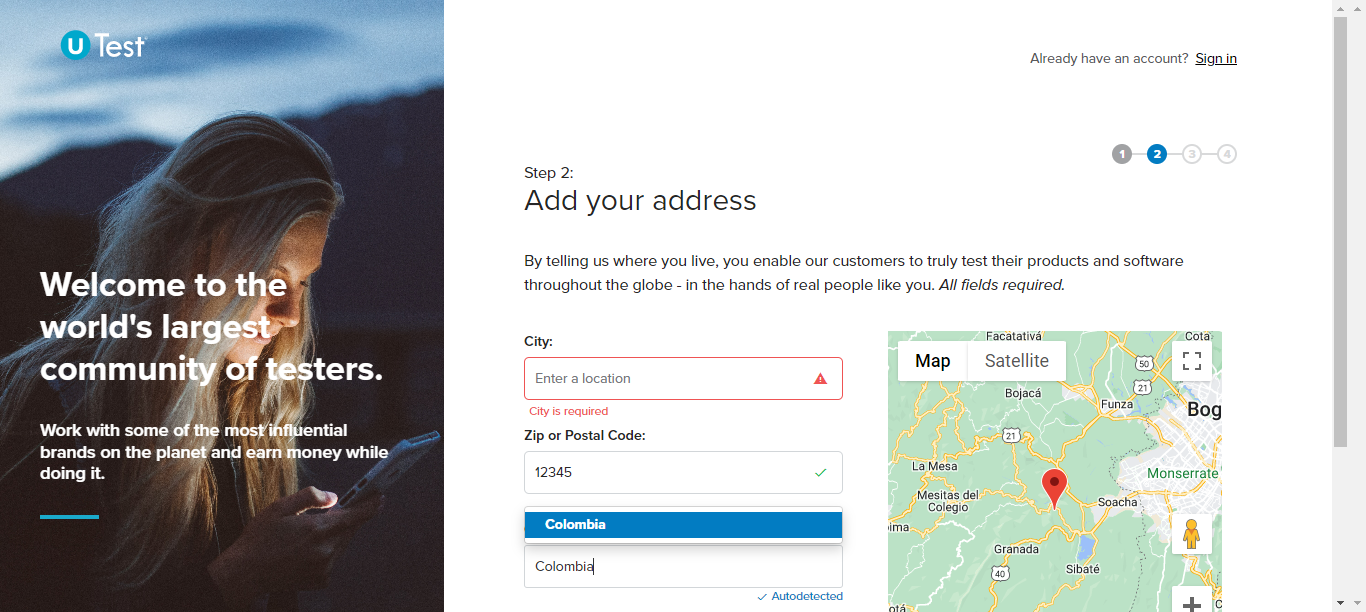 U Test
Already have an account? Sign in
1 2 3 4
Step 2:
Add your address
Welcome to the
world's largest
community of testers.
Work with some of the most influential
brands on the planet and earn money while
doing it.
By telling us where you live, you enable our customers to truly test their products and software
throughout the globe - in the hands of real people like you. All fields required.
City:
Enter a location
City is required
Zip or Postal Code:
12345
✓
Colombia
Colombia
✓ Autodetected
Map
Satellite
Facatativá
Cota
50
21
Bojacá
Funza
Bog
21
La Mesa
Monserrate
Mesitas del
Colegio
Soacha
ima
Granada
Sibaté
40
otá